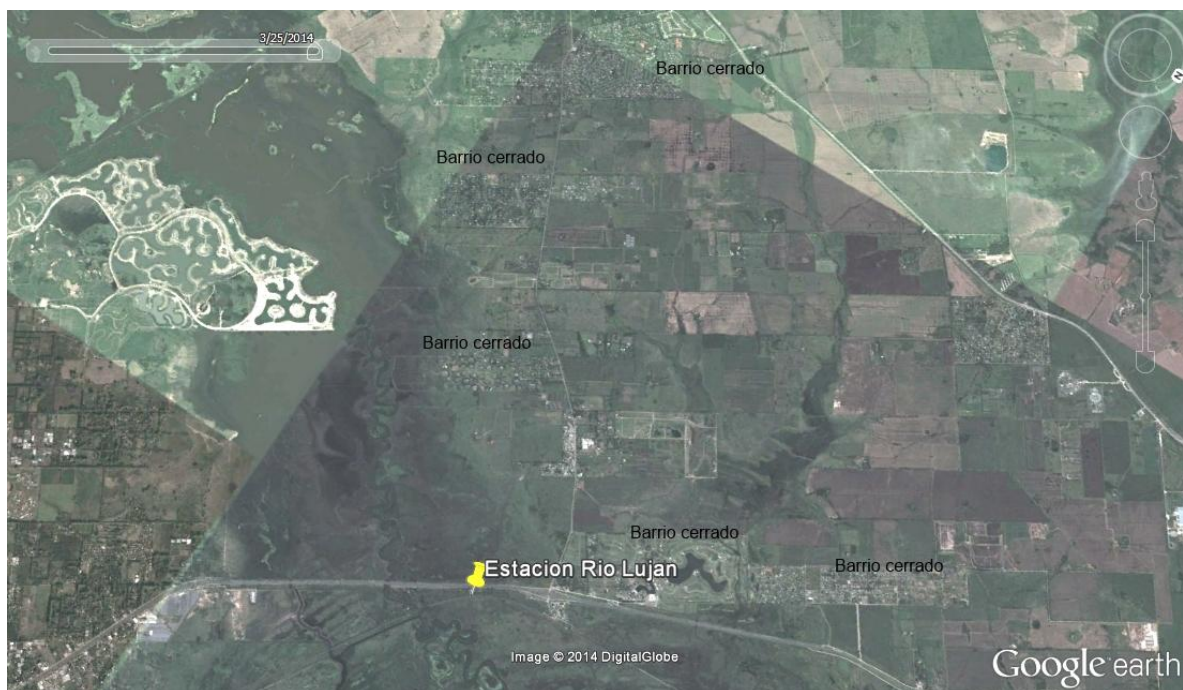 3/25/2014
Barrio cerrado
N
Barrio cerrado
Barrio cerrado
Barrio cerrado
Estacion Rio Lujan
Barrio cerrado
Image © 2014 DigitalGlobe
Google earth